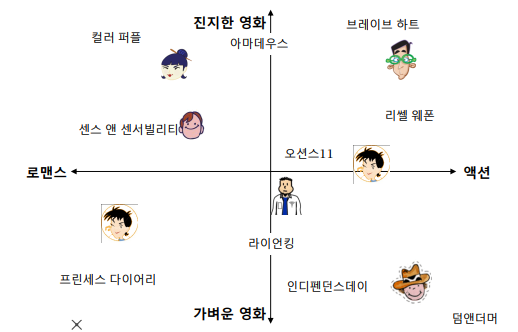 진지한 영화
브레이브 하트
컬러 퍼플
아마데우스
리쎌 웨폰
센스 앤 센서빌리티
오션스11
로맨스
액션
라이언킹
프린세스 다이어리
인디펜던스데이
가벼운 영화
덤앤더머